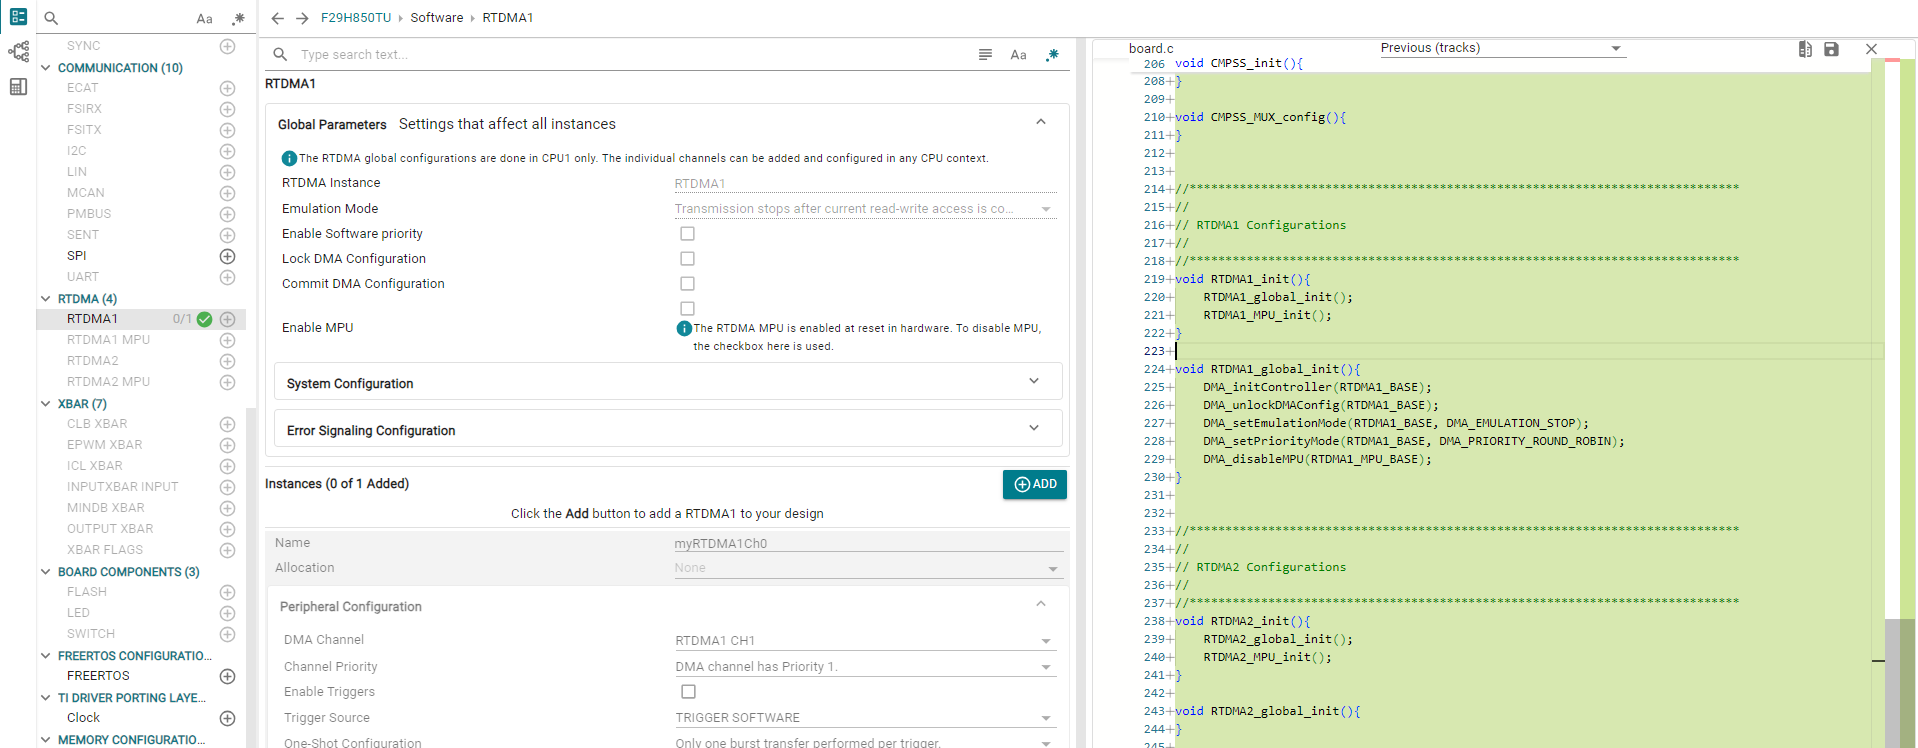 Aa .*
SYNC
COMMUNICATION (10)
ECAT
FSIRX
FSITX
I2C
LIN
MCAN
PMBUS
SENT
SPI
UART
RTDMA (4)
RTDMA1 0/1
RTDMA1 MPU
RTDMA2
RTDMA2 MPU
XBAR (7)
CLB XBAR
EPWM XBAR
ICL XBAR
INPUTXBAR INPUT
MINDB XBAR
OUTPUT XBAR
XBAR FLAGS
BOARD COMPONENTS (3)
FLASH
LED
SWITCH
FREERTOS CONFIGURATIO...
FREERTOS
TI DRIVER PORTING LAYE...
Clock
MEMORY CONFIGURATIO...
F29H850TU › Software › RTDMA1
Type search text... Aa .*
RTDMA1
Global Parameters Settings that affect all instances
The RTDMA global configurations are done in CPU1 only. The individual channels can be added and configured in any CPU context.
RTDMA Instance RTDMA1
Emulation Mode Transmission stops after current read-write access is co...
Enable Software priority
Lock DMA Configuration
Commit DMA Configuration
Enable MPU
The RTDMA MPU is enabled at reset in hardware. To disable MPU,
the checkbox here is used.
System Configuration
Error Signaling Configuration
Instances (0 of 1 Added) ADD
Click the Add button to add a RTDMA1 to your design
Name myRTDMA1Ch0
Allocation None
Peripheral Configuration
DMA Channel RTDMA1 CH1
Channel Priority DMA channel has Priority 1.
Enable Triggers
Trigger Source TRIGGER SOFTWARE
One-Shot Configuration Only one burst transfer performed per trigger.
board.c Previous (tracks)
206 void CMPSS_init(){
208+}
209+
210+void CMPSS_MUX_config(){
211+}
212+
213+
214+//*****************************************************************************
215+//
216+// RTDMA1 Configurations
217+//
218+//*****************************************************************************
219+void RTDMA1_init(){
220+    RTDMA1_global_init();
221+    RTDMA1_MPU_init();
222+}
223+
224+void RTDMA1_global_init(){
225+    DMA_initController(RTDMA1_BASE);
226+    DMA_unlockDMAConfig(RTDMA1_BASE);
227+    DMA_setEmulationMode(RTDMA1_BASE, DMA_EMULATION_STOP);
228+    DMA_setPriorityMode(RTDMA1_BASE, DMA_PRIORITY_ROUND_ROBIN);
229+    DMA_disableMPU(RTDMA1_MPU_BASE);
230+}
231+
232+
233+//*****************************************************************************
234+//
235+// RTDMA2 Configurations
236+//
237+//*****************************************************************************
238+void RTDMA2_init(){
239+    RTDMA2_global_init();
240+    RTDMA2_MPU_init();
241+}
242+
243+void RTDMA2_global_init(){
244+}
245+